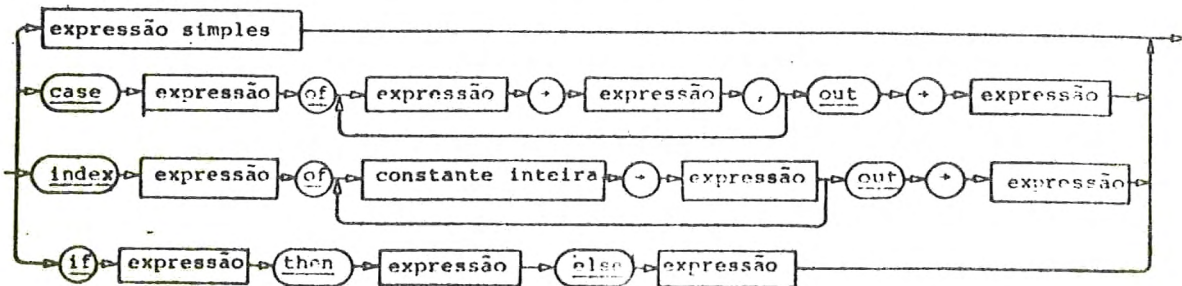 expressão simples
case expressão of expressão → expressão , out → expressão
index expressão of constante inteira → expressão out → expressão
if expressão then expressão else expressão